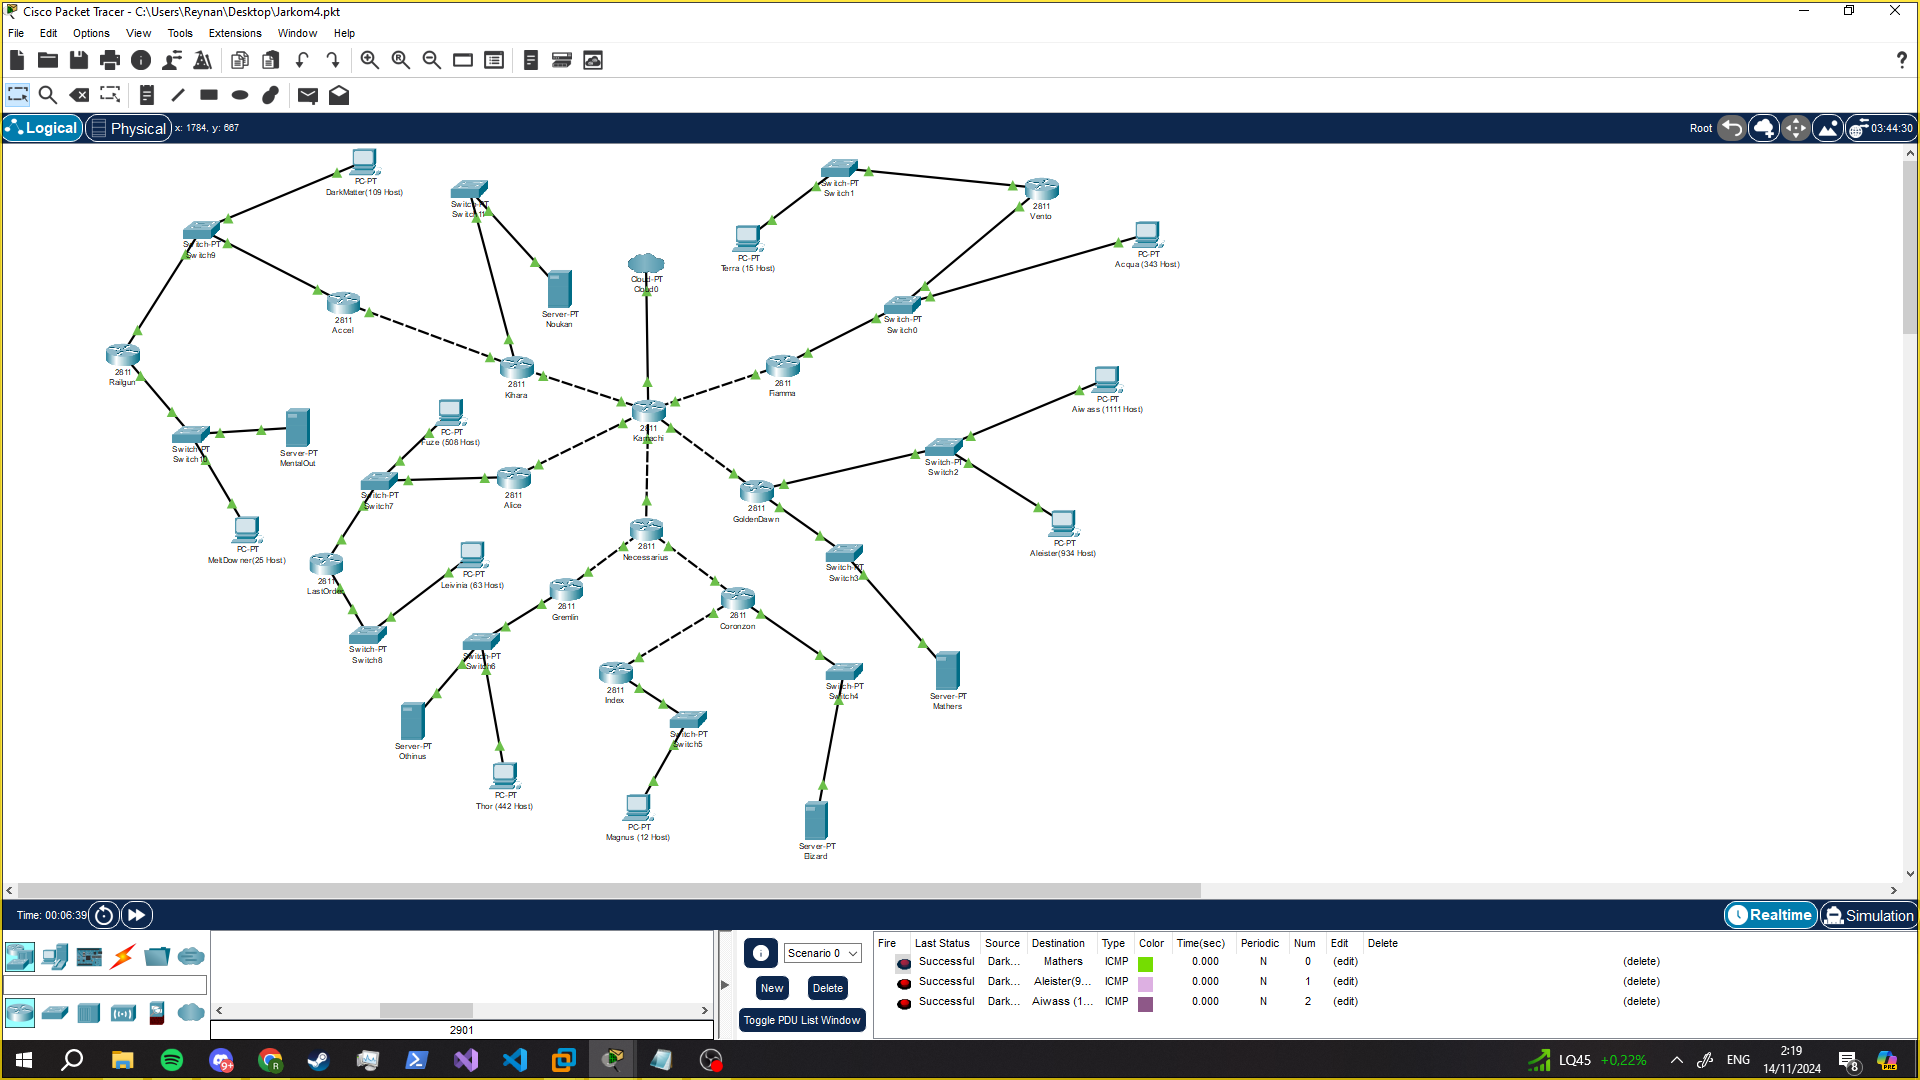 Cisco Packet Tracer - C:\Users\Reynan\Desktop\Jarkom4.pkt
File Edit Options View Tools Extensions Window Help
Logical
Physical
x: 1784, y: 667
Root
03:44:30
PC-PT
DarkMatter(109 Host)
Switch-PT
Switch11
Switch-PT
Switch1
2811
Vento
Switch-PT
Switch9
PC-PT
Terra (15 Host)
PC-PT
Acqua (343 Host)
Cloud-PT
Cloud0
Server-PT
Noukan
2811
Accel
Switch-PT
Switch0
2811
Railgun
2811
Kihara
2811
Fiamma
PC-PT
Aiwass (1111 Host)
2811
Kamachi
PC-PT
Fuze (508 Host)
Switch-PT
Switch10
Server-PT
MentalOut
Switch-PT
Switch2
Switch-PT
Switch7
2811
Alice
2811
GoldenDawn
PC-PT
MeltDowner(25 Host)
2811
Necessarius
PC-PT
Aleister(934 Host)
2811
LastOrder
PC-PT
Leivinia (63 Host)
Switch-PT
Switch3
2811
Gremlin
2811
Coronzon
Switch-PT
Switch8
Switch-PT
Switch6
2811
Index
Switch-PT
Switch4
Server-PT
Mathers
Switch-PT
Switch5
Server-PT
Othinus
PC-PT
Thor (442 Host)
PC-PT
Magnus (12 Host)
Server-PT
Bizard
Time: 00:06:39
Realtime
Simulation
Scenario 0
New
Delete
Toggle PDU List Window
2901
Fire Last Status Source Destination Type Color Time(sec) Periodic Num Edit Delete
Successful Dark... Mathers ICMP 0.000 N 0 (edit) (delete)
Successful Dark... Aleister(9... ICMP 0.000 N 1 (edit) (delete)
Successful Dark... Aiwass (1... ICMP 0.000 N 2 (edit) (delete)
LQ45 +0,22%
ENG
2:19
14/11/2024
8
9+
PRE